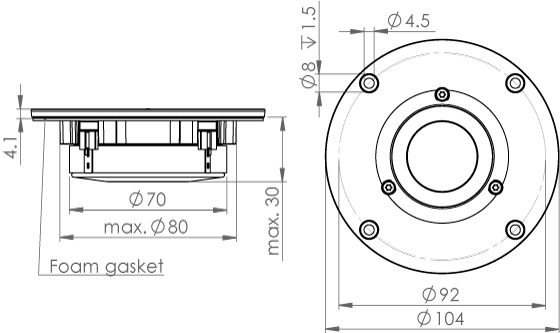 4.1
Ø70
max. Ø80
max. 30
Foam gasket
Ø8 ↧1.5
Ø4.5
Ø92
Ø104